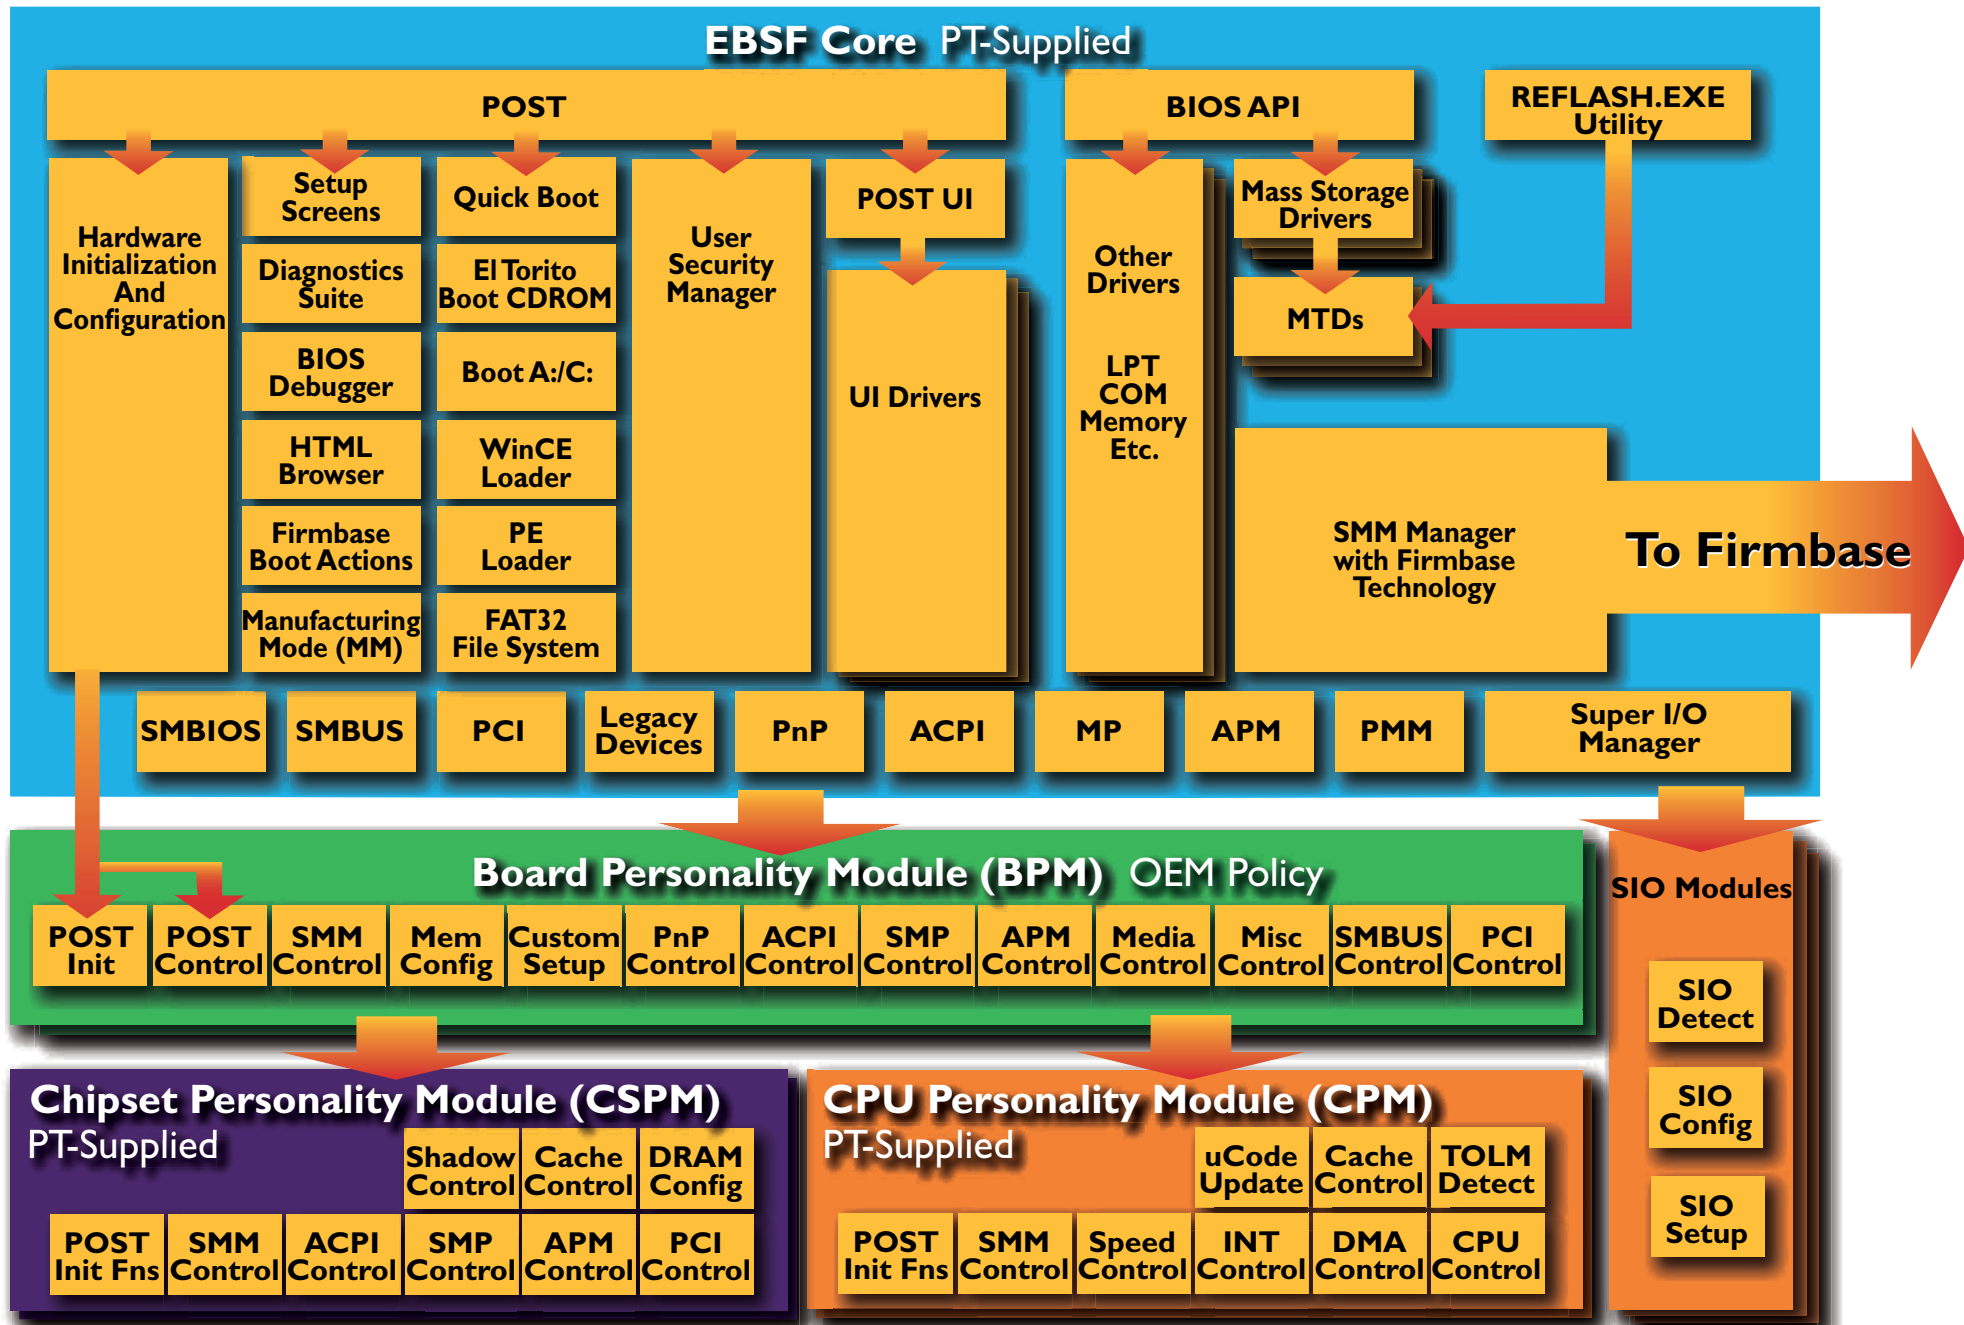 EBSF Core PT-Supplied
POST
BIOS API
REFLASH.EXE
Utility
Hardware
Initialization
And
Configuration
Setup
Screens
Diagnostics
Suite
BIOS
Debugger
HTML
Browser
Firmbase
Boot Actions
Manufacturing
Mode (MM)
Quick Boot
El Torito
Boot CDROM
Boot A:/C:
WinCE
Loader
PE
Loader
FAT32
File System
User
Security
Manager
POST UI
UI Drivers
Other
Drivers
LPT
COM
Memory
Etc.
Mass Storage
Drivers
MTDs
SMM Manager
with Firmbase
Technology
To Firmbase
SMBIOS
SMBUS
PCI
Legacy
Devices
PnP
ACPI
MP
APM
PMM
Super I/O
Manager
Board Personality Module (BPM) OEM Policy
POST
Init
POST
Control
SMM
Control
Mem
Config
Custom
Setup
PnP
Control
ACPI
Control
SMP
Control
APM
Control
Media
Control
Misc
Control
SMBUS
Control
PCI
Control
SIO Modules
SIO
Detect
SIO
Config
SIO
Setup
Chipset Personality Module (CSPM)
PT-Supplied
Shadow
Control
Cache
Control
DRAM
Config
POST
Init Fns
SMM
Control
ACPI
Control
SMP
Control
APM
Control
PCI
Control
CPU Personality Module (CPM)
PT-Supplied
uCode
Update
Cache
Control
TOLM
Detect
POST
Init Fns
SMM
Control
Speed
Control
INT
Control
DMA
Control
CPU
Control